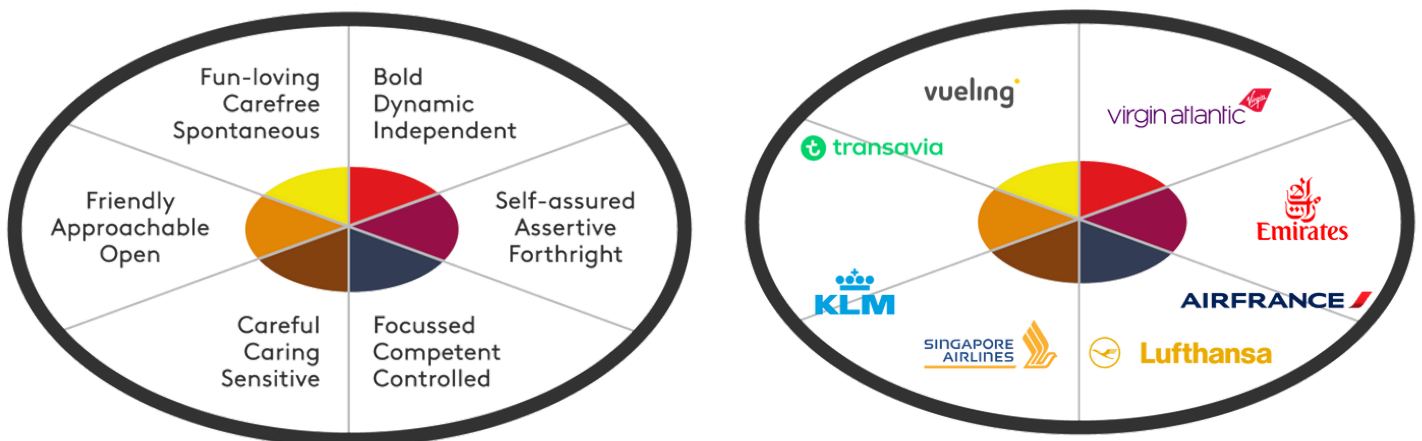 Fun-loving
Carefree
Spontaneous
Bold
Dynamic
Independent
Friendly
Approachable
Open
Self-assured
Assertive
Forthright
Careful
Caring
Sensitive
Focussed
Competent
Controlled
vueling
virgin atlantic
Virgin
t transavia
Emirates
KLM
AIRFRANCE
SINGAPORE
AIRLINES
Lufthansa